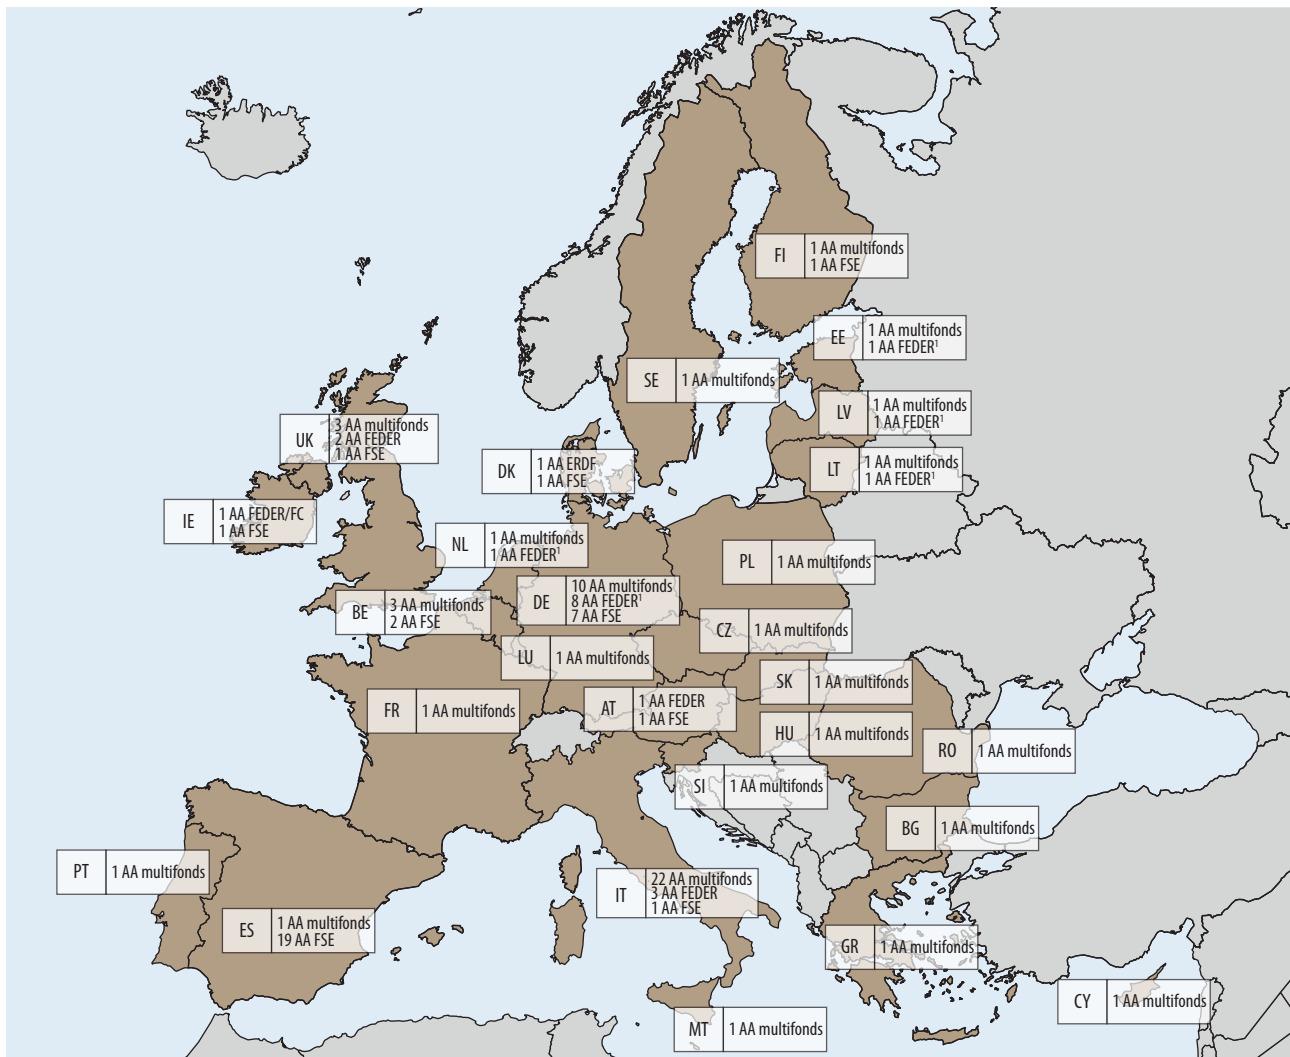 FI
1 AA multifonds
1 AA FSE
EE
1 AA multifonds
1 AA FEDER¹
SE
1 AA multifonds
LV
1 AA multifonds
1 AA FEDER¹
UK
3 AA multifonds
2 AA FEDER
1 AA FSE
DK
1 AA ERDF
1 AA FSE
LT
1 AA multifonds
1 AA FEDER¹
IE
1 AA FEDER/FC
1 AA FSE
NL
1 AA multifonds
1 AA FEDER¹
PL
1 AA multifonds
DE
10 AA multifonds
8 AA FEDER¹
7 AA FSE
BE
3 AA multifonds
2 AA FSE
CZ
1 AA multifonds
LU
1 AA multifonds
SK
1 AA multifonds
FR
1 AA multifonds
AT
1 AA FEDER
1 AA FSE
HU
1 AA multifonds
RO
1 AA multifonds
SI
1 AA multifonds
BG
1 AA multifonds
PT
1 AA multifonds
IT
22 AA multifonds
3 AA FEDER
1 AA FSE
ES
1 AA multifonds
19 AA FSE
GR
1 AA multifonds
CY
1 AA multifonds
MT
1 AA multifonds